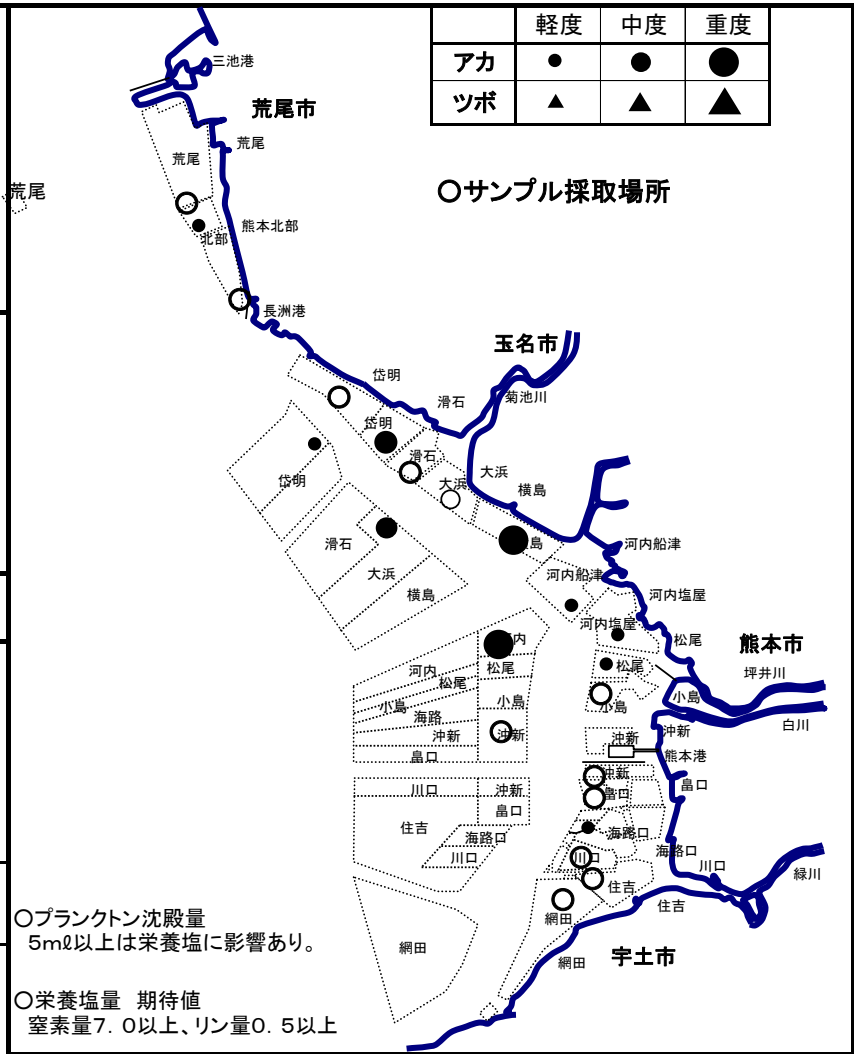 軽度 中度 重度
アカ
ツボ
三池港
荒尾市
荒尾
荒尾
荒尾
○サンプル採取場所
北部
熊本北部
長洲港
玉名市
岱明
滑石
菊池川
岱明
滑石
大浜
大浜
横島
岱明
滑石
大浜
横島
島
河内船津
河内船津
河内塩屋
河内塩屋
松尾
熊本市
坪井川
内
河内
松尾
松尾
松尾
小島
小島
小島
小島
白川
海路
沖新
沖新
沖新
沖新
熊本港
畠口
川口
沖新
沖新
畠口
畠口
畠口
住吉
海路口
海路口
海路口
川口
川口
川口
緑川
住吉
住吉
網田
網田
網田
宇土市
○プランクトン沈殿量
5mℓ以上は栄養塩に影響あり。
○栄養塩量 期待値
窒素量7.0以上、リン量0.5以上